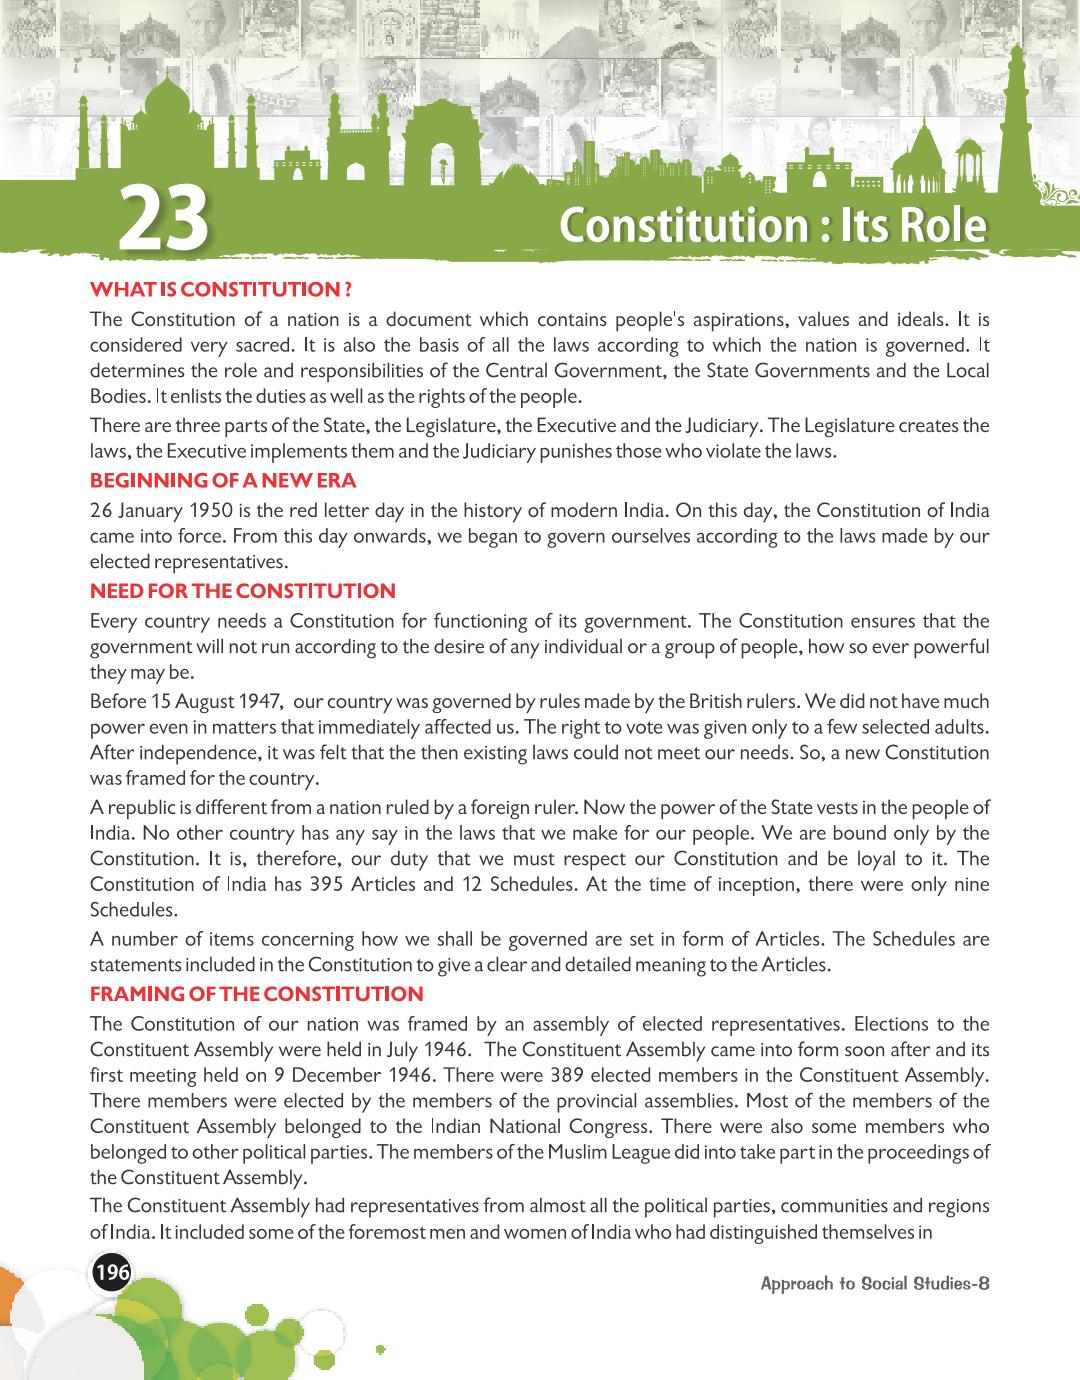 23
Constitution : Its Role
WHAT IS CONSTITUTION ?
The Constitution of a nation is a document which contains people's aspirations, values and ideals. It is
considered very sacred. It is also the basis of all the laws according to which the nation is governed. It
determines the role and responsibilities of the Central Government, the State Governments and the Local
Bodies. It enlists the duties as well as the rights of the people.
There are three parts of the State, the Legislature, the Executive and the Judiciary. The Legislature creates the
laws, the Executive implements them and the Judiciary punishes those who violate the laws.
BEGINNING OF A NEW ERA
26 January 1950 is the red letter day in the history of modern India. On this day, the Constitution of India
came into force. From this day onwards, we began to govern ourselves according to the laws made by our
elected representatives.
NEED FOR THE CONSTITUTION
Every country needs a Constitution for functioning of its government. The Constitution ensures that the
government will not run according to the desire of any individual or a group of people, how so ever powerful
they may be.
Before 15 August 1947, our country was governed by rules made by the British rulers. We did not have much
power even in matters that immediately affected us. The right to vote was given only to a few selected adults.
After independence, it was felt that the then existing laws could not meet our needs. So, a new Constitution
was framed for the country.
A republic is different from a nation ruled by a foreign ruler. Now the power of the State vests in the people of
India. No other country has any say in the laws that we make for our people. We are bound only by the
Constitution. It is, therefore, our duty that we must respect our Constitution and be loyal to it. The
Constitution of India has 395 Articles and 12 Schedules. At the time of inception, there were only nine
Schedules.
A number of items concerning how we shall be governed are set in form of Articles. The Schedules are
statements included in the Constitution to give a clear and detailed meaning to the Articles.
FRAMING OF THE CONSTITUTION
The Constitution of our nation was framed by an assembly of elected representatives. Elections to the
Constituent Assembly were held in July 1946. The Constituent Assembly came into form soon after and its
first meeting held on 9 December 1946. There were 389 elected members in the Constituent Assembly.
There members were elected by the members of the provincial assemblies. Most of the members of the
Constituent Assembly belonged to the Indian National Congress. There were also some members who
belonged to other political parties. The members of the Muslim League did into take part in the proceedings of
the Constituent Assembly.
The Constituent Assembly had representatives from almost all the political parties, communities and regions
of India. It included some of the foremost men and women of India who had distinguished themselves in
196
Approach to Social Studies-8